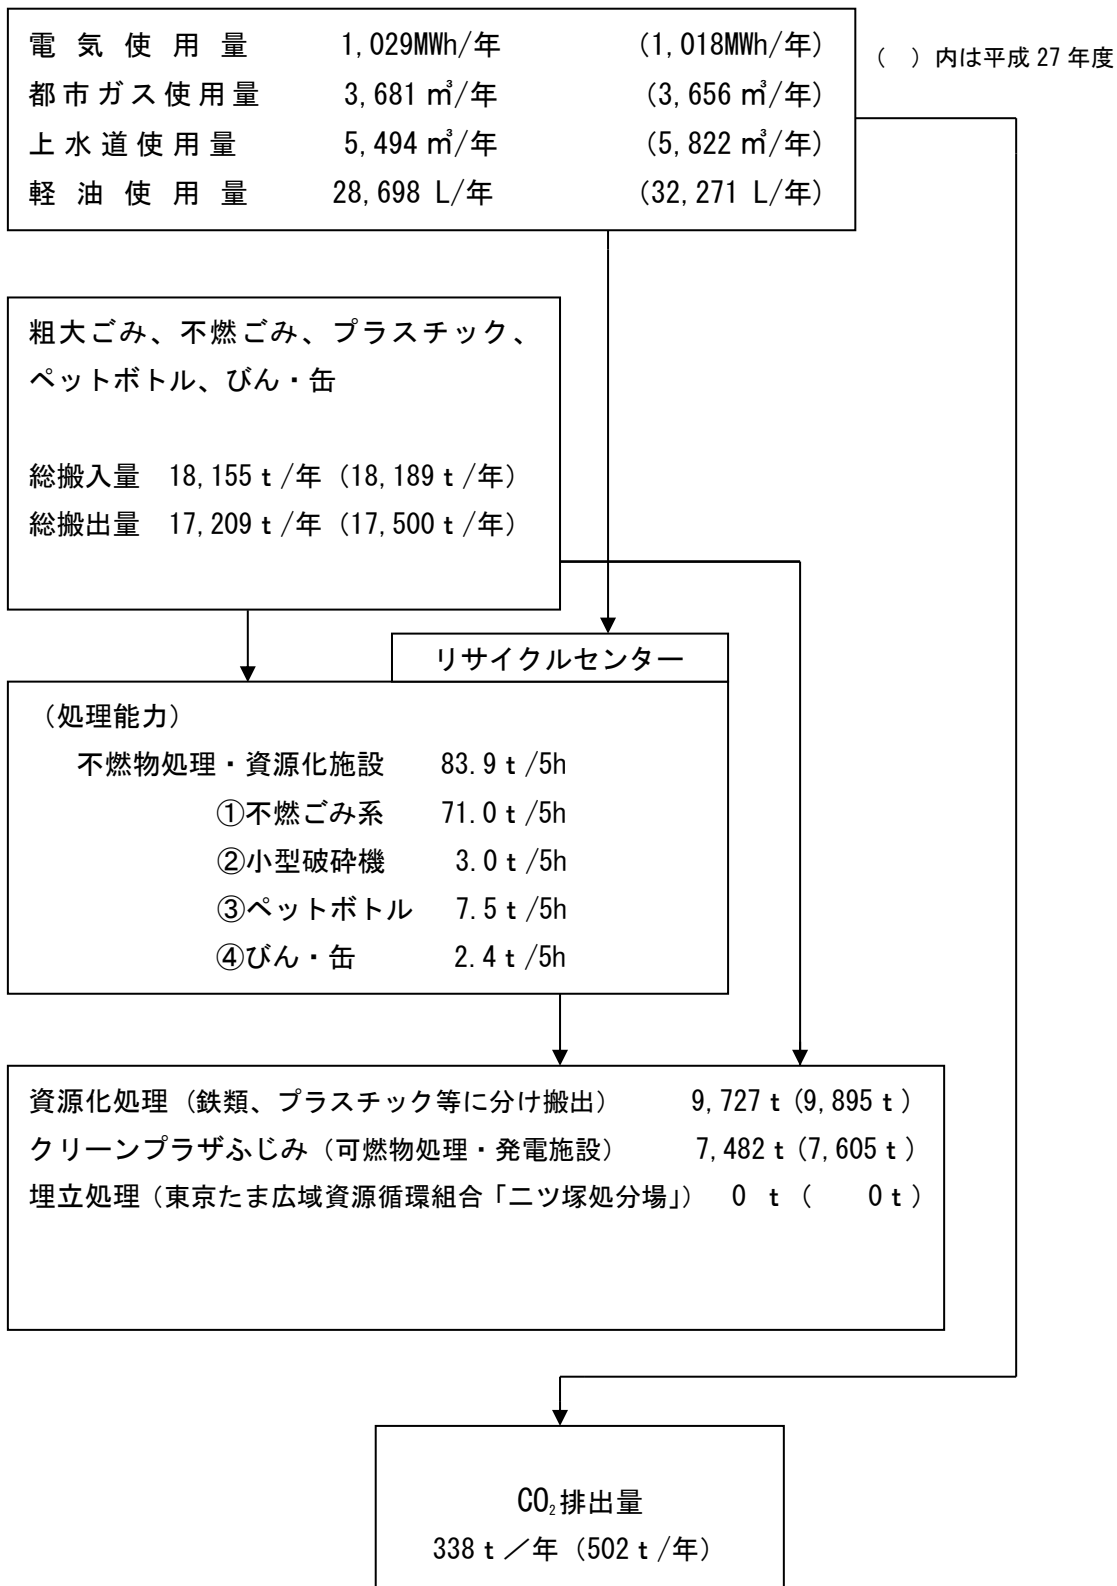 電気使用量 1,029MWh/年 (1,018MWh/年)
（ ）内は平成27年度
都市ガス使用量 3,681㎥/年 (3,656㎥/年)
上水道使用量 5,494㎥/年 (5,822㎥/年)
軽油使用量 28,698 L/年 (32,271 L/年)
粗大ごみ、不燃ごみ、プラスチック、
ペットボトル、びん・缶
総搬入量 18,155ｔ/年（18,189ｔ/年）
総搬出量 17,209ｔ/年（17,500ｔ/年）
リサイクルセンター
（処理能力）
不燃物処理・資源化施設 83.9ｔ/5h
①不燃ごみ系 71.0ｔ/5h
②小型破砕機 3.0ｔ/5h
③ペットボトル 7.5ｔ/5h
④びん・缶 2.4ｔ/5h
資源化処理（鉄類、プラスチック等に分け搬出） 9,727ｔ(9,895ｔ)
クリーンプラザふじみ（可燃物処理・発電施設） 7,482ｔ(7,605ｔ)
埋立処理（東京たま広域資源循環組合「二ツ塚処分場」） 0 ｔ（ 0ｔ）
CO₂排出量
338ｔ／年（502ｔ/年）